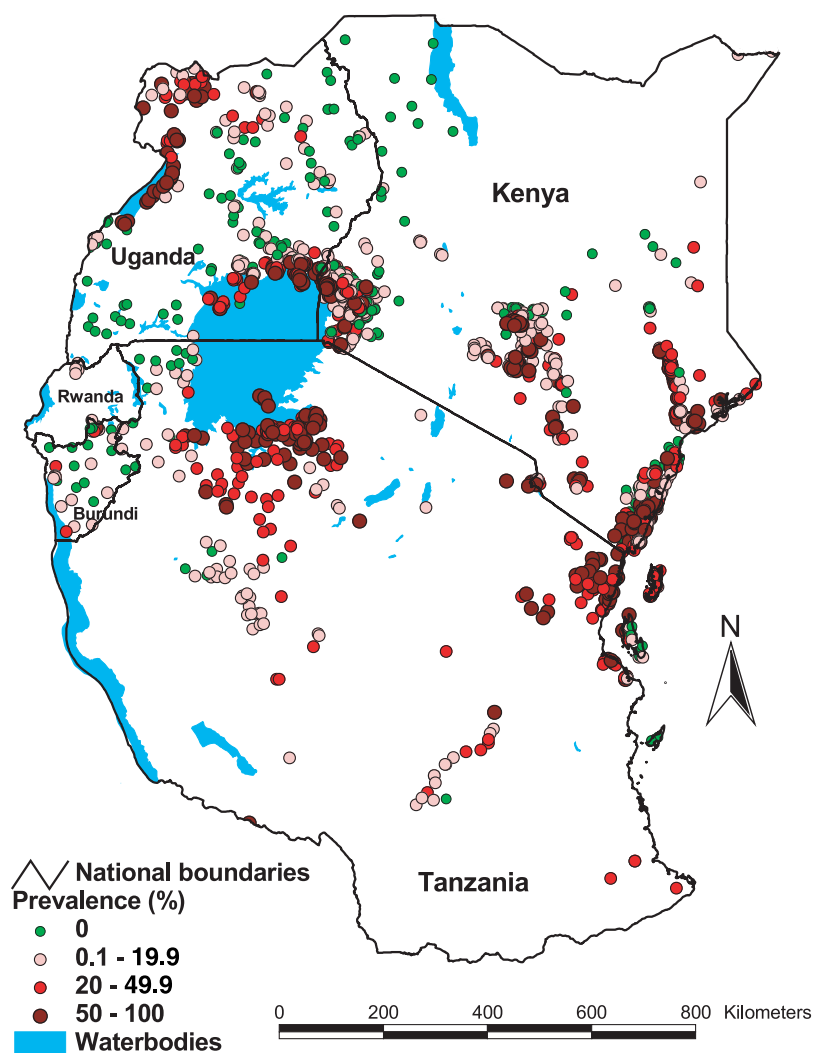 Kenya
Uganda
Rwanda
Burundi
N
Tanzania
National boundaries
Prevalence (%)
0
0.1 - 19.9
20 - 49.9
50 - 100
Waterbodies
0 200 400 600 800 Kilometers